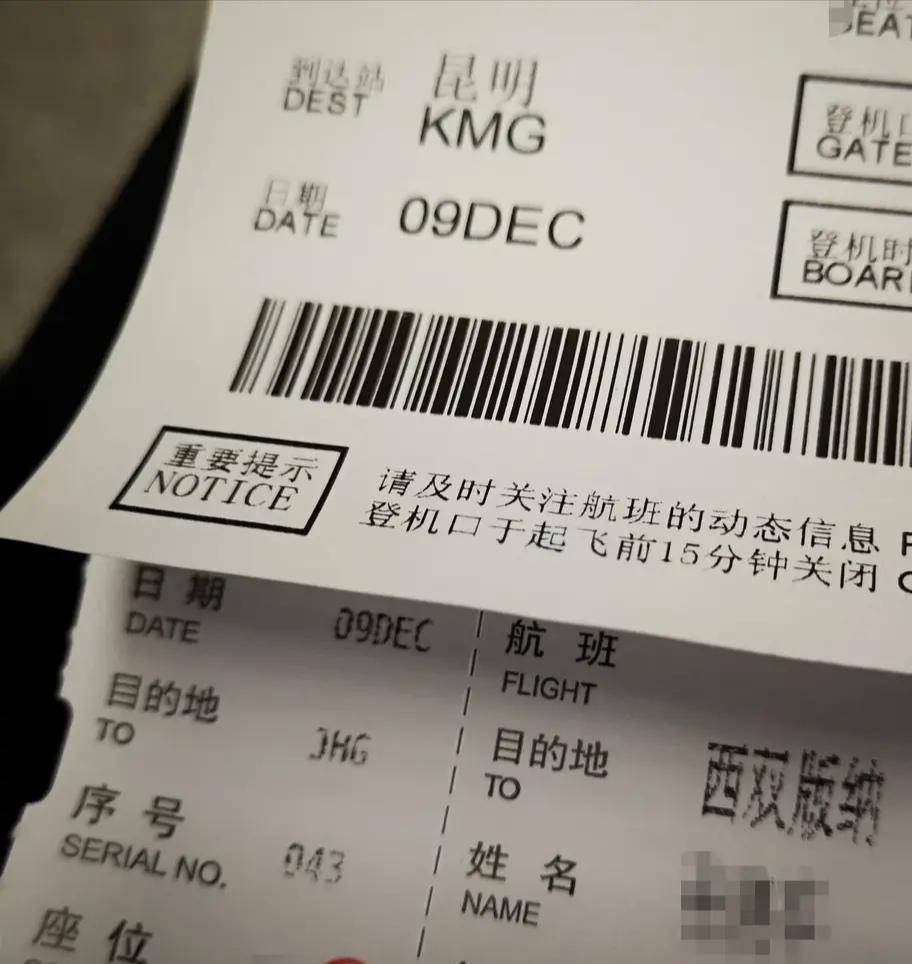 到达站 昆明
DEST KMG
日期
DATE 09DEC
登机口
GATE
登机时
BOAR
重要提示
NOTICE
请及时关注航班的动态信息
登机口于起飞前15分钟关闭
日期 09DEC
DATE
目的地
TO JHG
序号
SERIAL NO. 043
座位
航班
FLIGHT
目的地 西双版纳
TO
姓名
NAME